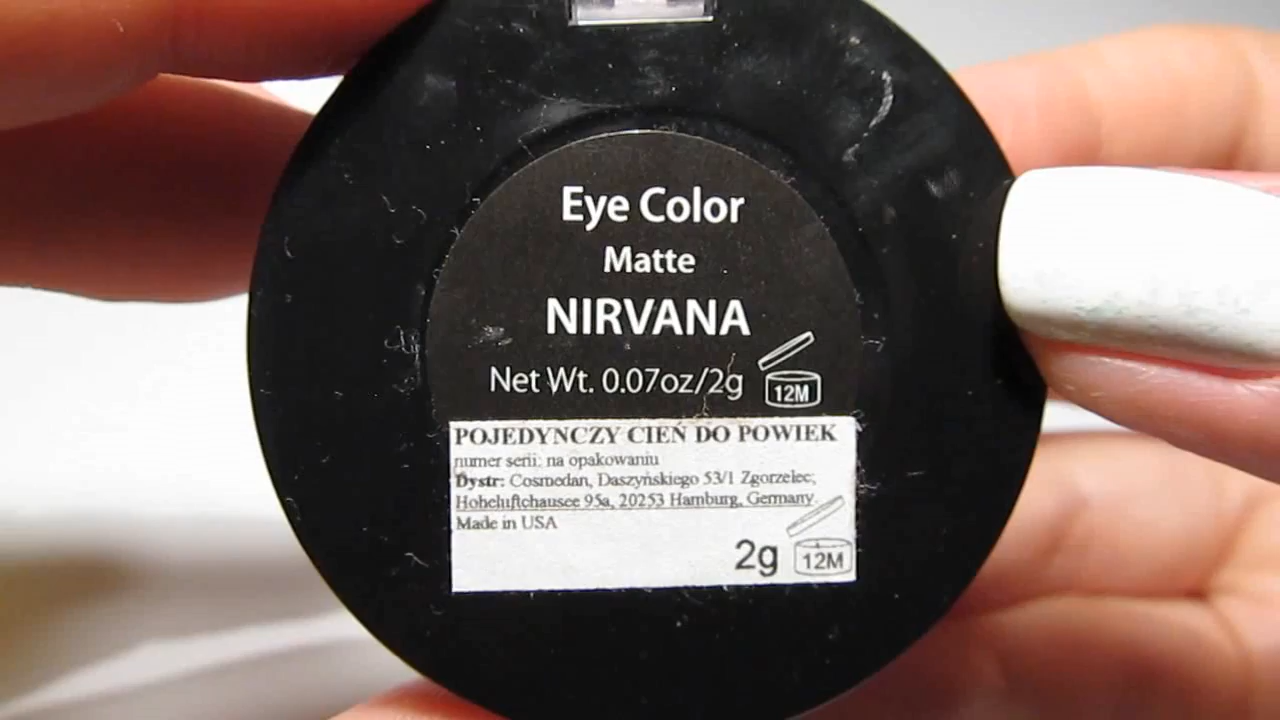 Eye Color
Matte
NIRVANA
Net Wt. 0.07oz/2g
12M
POJEDYNCZY CIEŃ DO POWIEK
numer serii: na opakowaniu
Dystr: Cosmedan, Daszyńskiego 53/1 Zgorzelec,
Hoheluftchausee 95a, 20253 Hamburg, Germany.
Made in USA
2g 12M